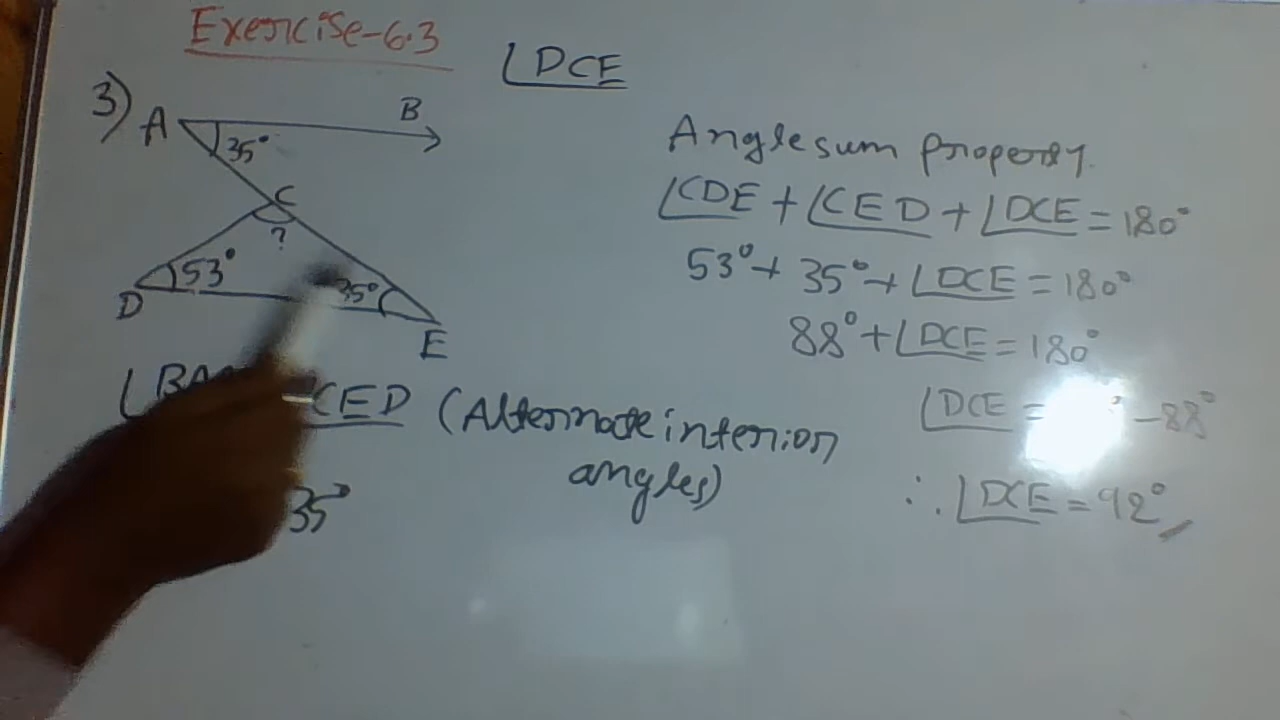 Exercise-6.3
∠DCE
3)
A
B
35°
C
?
53°
35°
D
E
CED (Alternate interior
angles)
35°
Angle sum property.
∠CDE + ∠CED + ∠DCE = 180°
53° + 35° + ∠DCE = 180°
88° + ∠DCE = 180°
∠DCE = - 88°
∴ ∠DCE = 92°